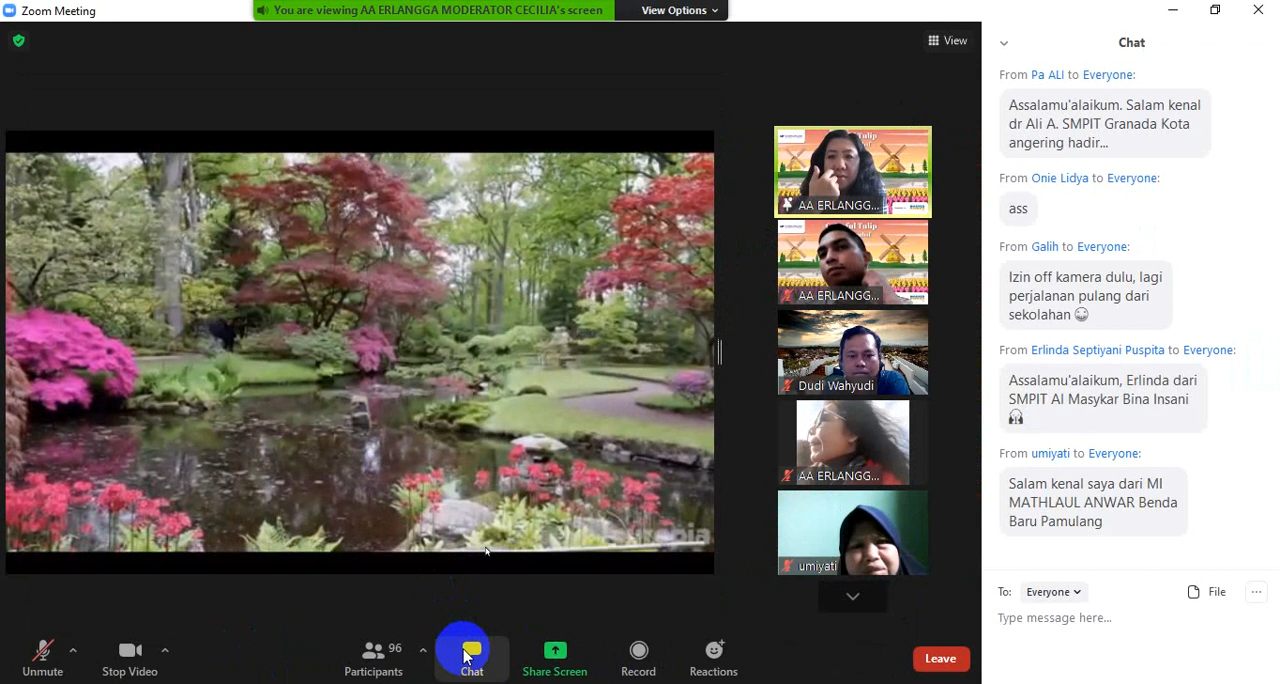 Zoom Meeting
You are viewing AA ERLANGGA MODERATOR CECILIA's screen
View Options
View
AA ERLANGG...
AA ERLANGG...
Dudi Wahyudi
AA ERLANGG...
umiyati
Unmute
Stop Video
96
Participants
Chat
Share Screen
Record
Reactions
Leave
Chat
From Pa ALI to Everyone:
Assalamu'alaikum. Salam kenal
dr Ali A. SMPIT Granada Kota
angering hadir...
From Onie Lidya to Everyone:
ass
From Galih to Everyone:
Izin off kamera dulu, lagi
perjalanan pulang dari
sekolahan 😀
From Erlinda Septiyani Puspita to Everyone:
Assalamu'alaikum, Erlinda dari
SMPIT Al Masykar Bina Insani
🙏
From umiyati to Everyone:
Salam kenal saya dari MI
MATHLAUL ANWAR Benda
Baru Pamulang
To: Everyone
File
Type message here...